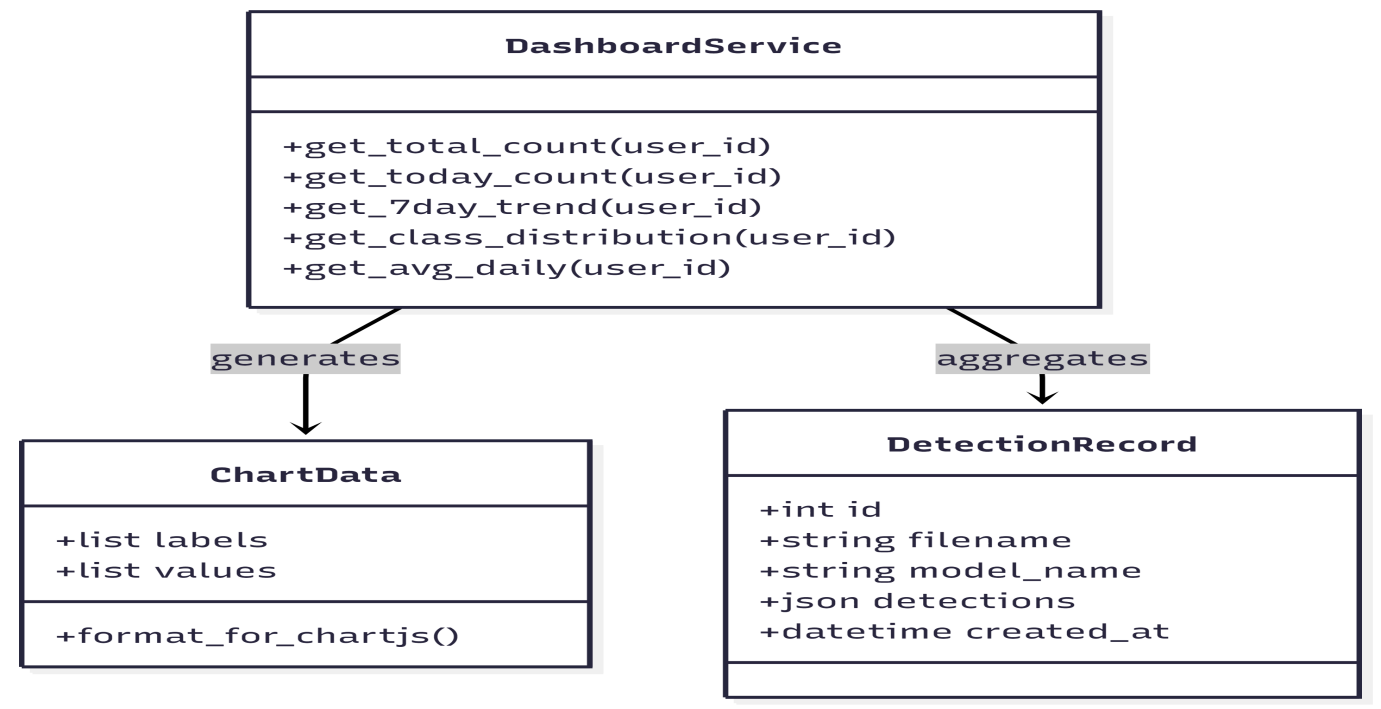 DashboardService
+get_total_count(user_id)
+get_today_count(user_id)
+get_7day_trend(user_id)
+get_class_distribution(user_id)
+get_avg_daily(user_id)
generates
aggregates
ChartData
+list labels
+list values
+format_for_chartjs()
DetectionRecord
+int id
+string filename
+string model_name
+json detections
+datetime created_at